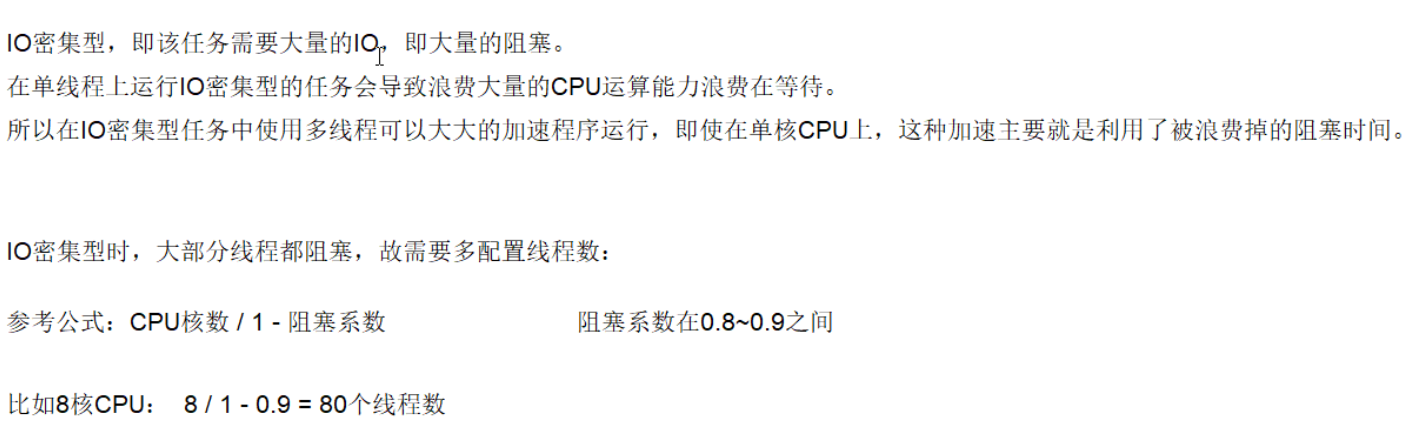 IO密集型，即该任务需要大量的IO，即大量的阻塞。
在单线程上运行IO密集型的任务会导致浪费大量的CPU运算能力浪费在等待。
所以在IO密集型任务中使用多线程可以大大的加速程序运行，即使在单核CPU上，这种加速主要就是利用了被浪费掉的阻塞时间。
IO密集型时，大部分线程都阻塞，故需要多配置线程数：
参考公式：CPU核数 / 1 - 阻塞系数 阻塞系数在0.8~0.9之间
比如8核CPU： 8 / 1 - 0.9 = 80个线程数